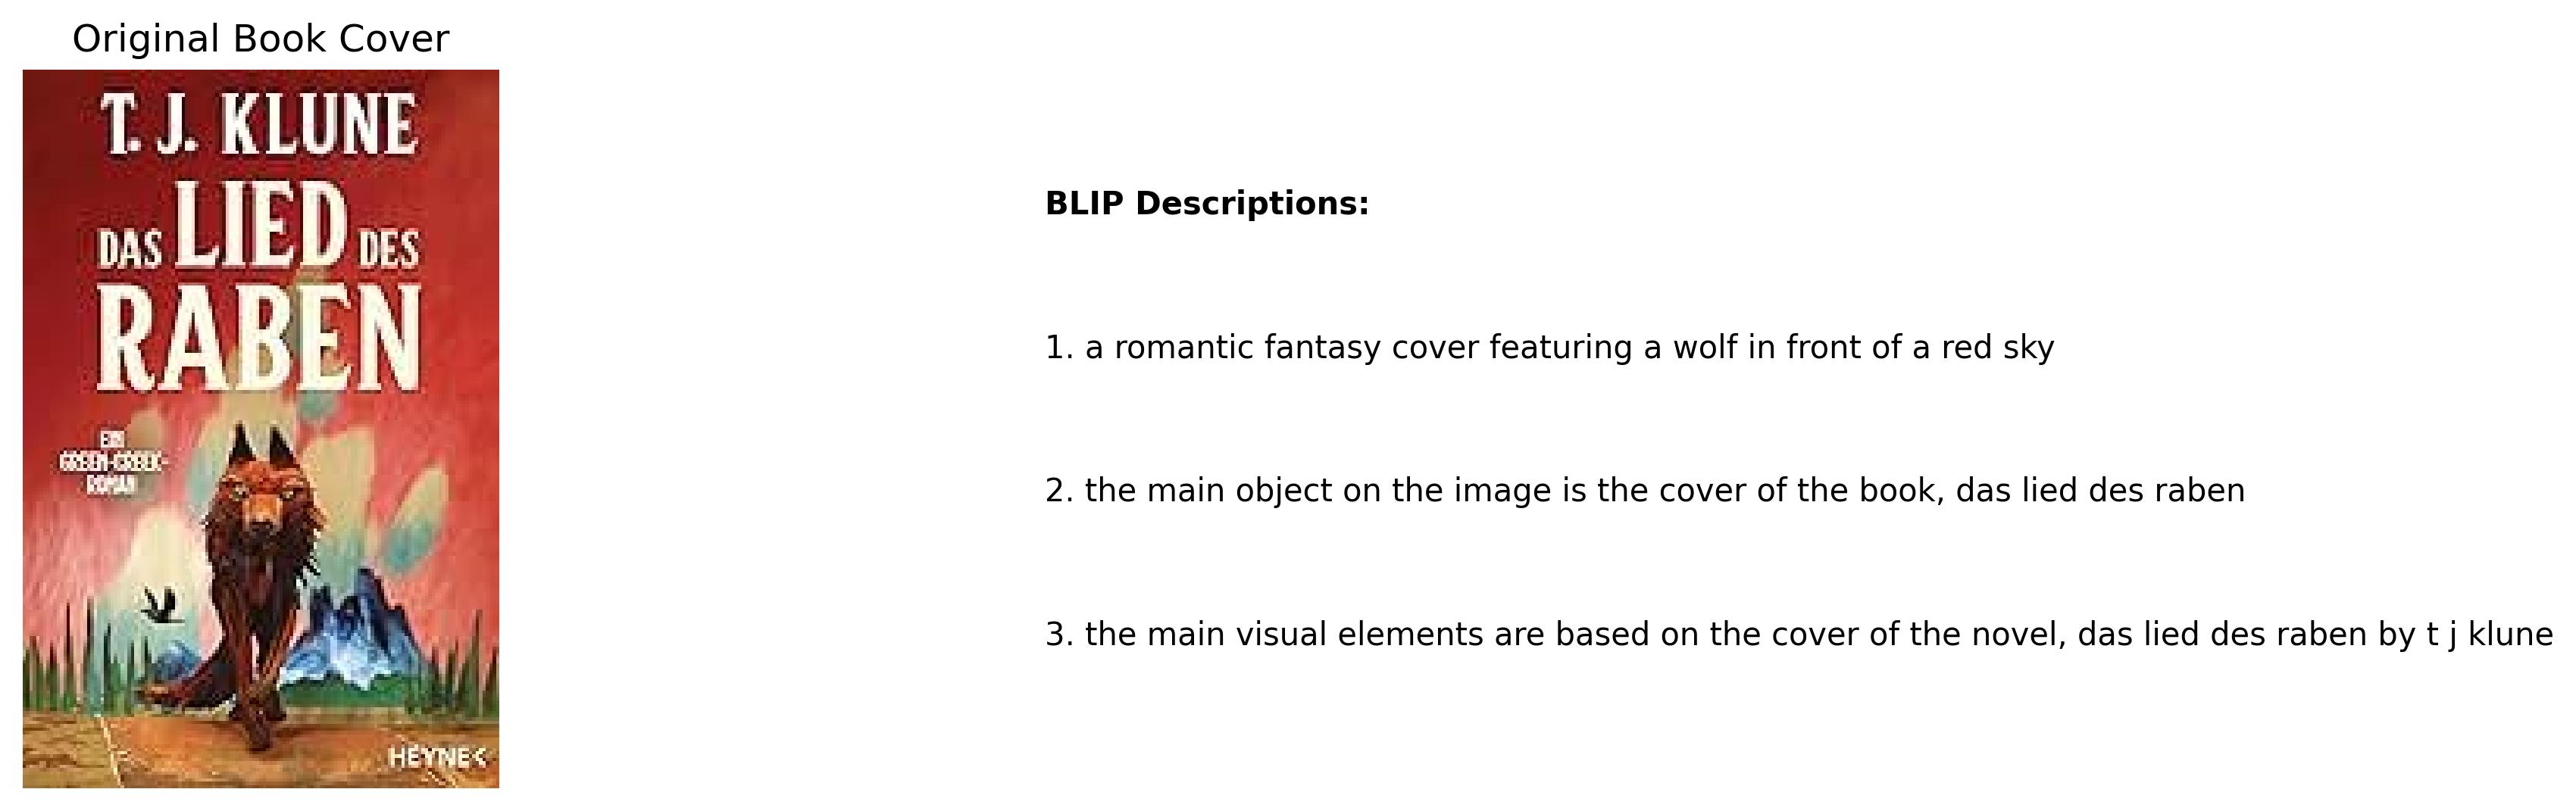 Original Book Cover
T. J. KLUNE
DAS LIED DES
RABEN
EIN
GREEN-CREEK-
ROMAN
HEYNE<
BLIP Descriptions:
1. a romantic fantasy cover featuring a wolf in front of a red sky
2. the main object on the image is the cover of the book, das lied des raben
3. the main visual elements are based on the cover of the novel, das lied des raben by t j klune